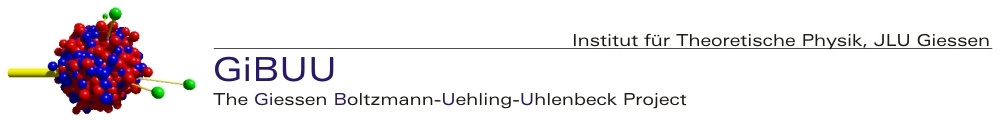 Institut für Theoretische Physik, JLU Giessen
GiBUU
The Giessen Boltzmann-Uehling-Uhlenbeck Project